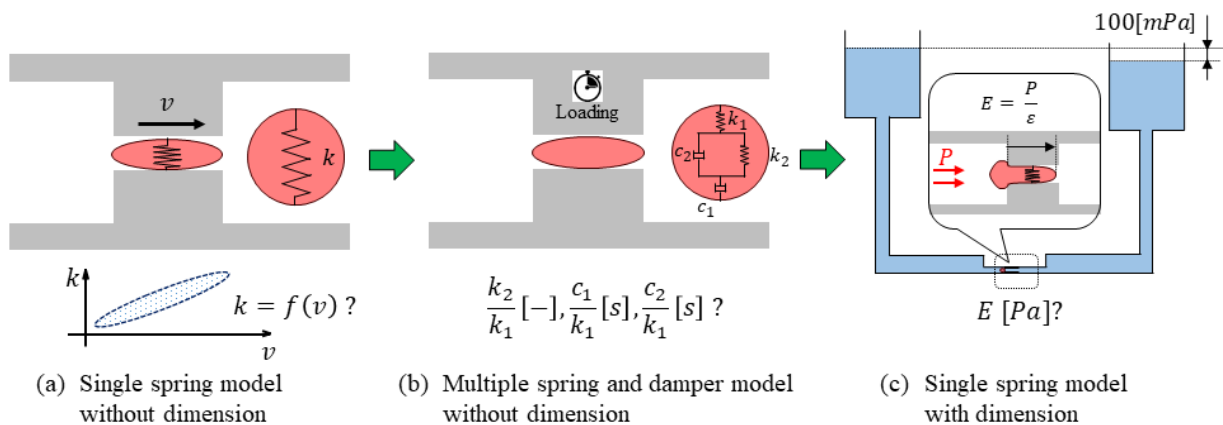 v
k
k
k = f(v) ?
v
(a) Single spring model
without dimension
Loading
k₁
c₂
k₂
c₁
k₂/k₁ [−], c₁/k₁ [s], c₂/k₁ [s] ?
(b) Multiple spring and damper model
without dimension
100[mPa]
E = P/ε
P
E [Pa]?
(c) Single spring model
with dimension